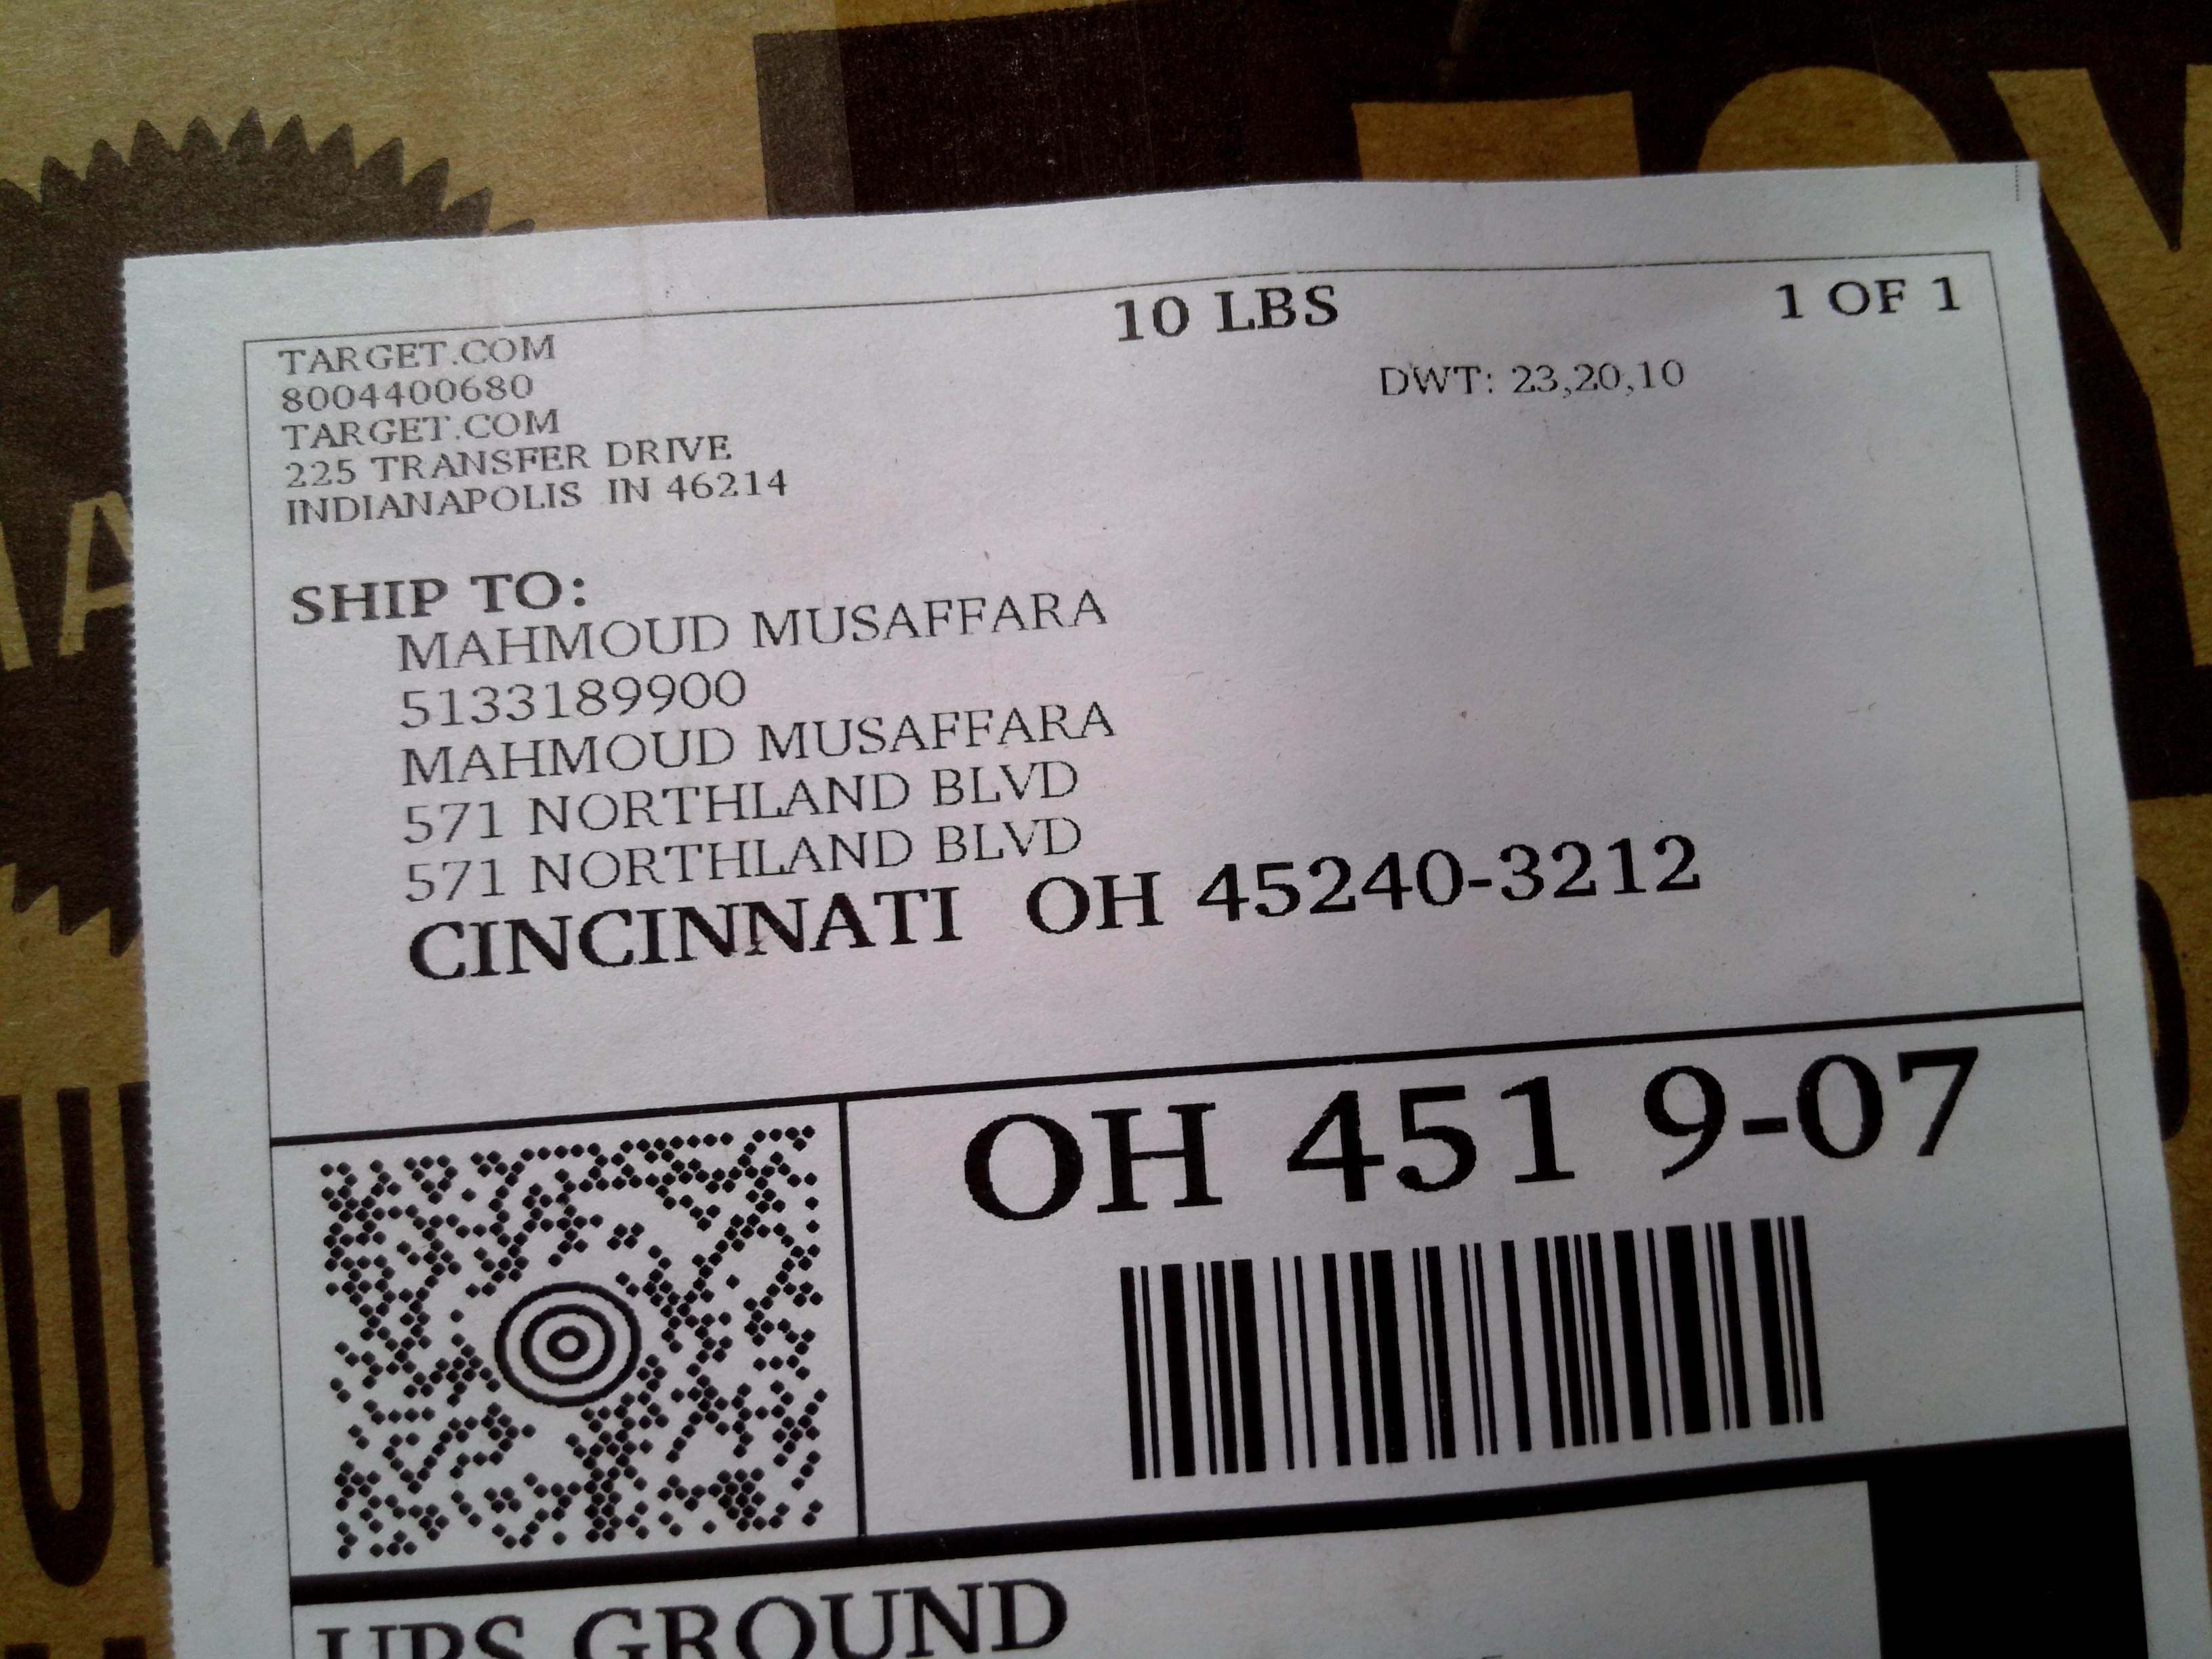 10 LBS
1 OF 1
TARGET.COM
8004400680
DWT: 23,20,10
TARGET.COM
225 TRANSFER DRIVE
INDIANAPOLIS IN 46214
SHIP TO:
MAHMOUD MUSAFFARA
5133189900
MAHMOUD MUSAFFARA
571 NORTHLAND BLVD
571 NORTHLAND BLVD
CINCINNATI OH 45240-3212
OH 451 9-07
UPS GROUND